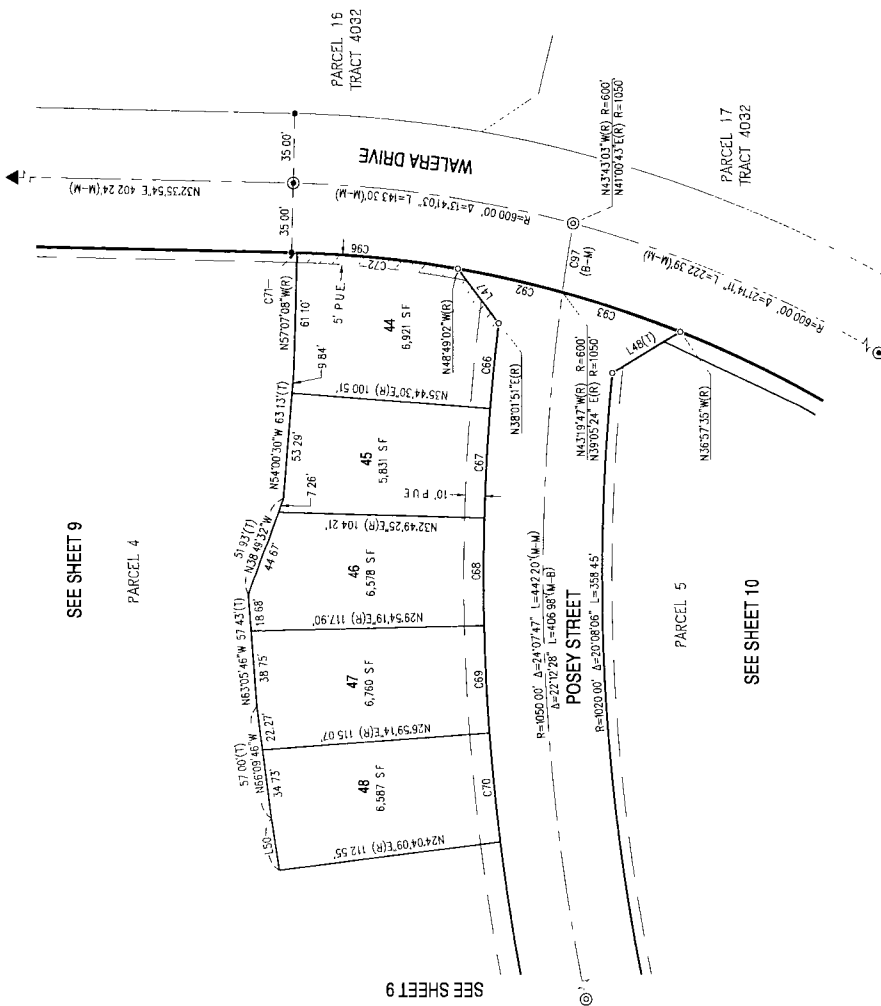 PARCEL 16
TRACT 4032
35.00'
35.00'
WALERA DRIVE
N32°35'54"E 402.24'(M-M)
R=600.00' Δ=13°41'03" L=143.30'(M-M)
C96
C72
C71
5' P.U.E.
N57°07'08"W(R)
61.10'
44
6,921 SF
N48°49'02"W(R)
L47
C92
C97
(B-M)
N43°43'03"W(R) R=600'
N41°00'43"E(R) R=1050'
PARCEL 17
TRACT 4032
R=600.00' Δ=21°14'11" L=222.39'(M-M)
C93
L48(T)
N43°19'47"W(R) R=600'
N39°05'24" E(R) R=1050'
N36°57'35"W(R)
N38°01'51"E(R)
C66
9.84'
N35°44'30"E(R) 100.51'
N54°00'30"W 63.13'(T)
53.29'
45
5,831 SF
C67
10' P U E
7.26'
N32°49'25"E(R) 104.21'
SEE SHEET 9
PARCEL 4
51.93'(T)
N38°49'32"W
44.67'
46
6,578 SF
C68
18.68'
N63°05'46"W 57.43'(T)
N29°54'19"E(R) 117.90'
38.75'
47
6,760 SF
C69
22.27'
N26°59'14"E(R) 115.07'
57.00'(T)
N66°09'46"W
34.73'
48
6,587 SF
C70
L50
N24°04'09"E(R) 112.55'
R=1050.00' Δ=24°07'47" L=442.20'(M-M)
Δ=22°12'28" L=406.98'(M-B)
POSEY STREET
R=1020.00' Δ=20°08'06" L=358.45'
PARCEL 5
SEE SHEET 10
SEE SHEET 9